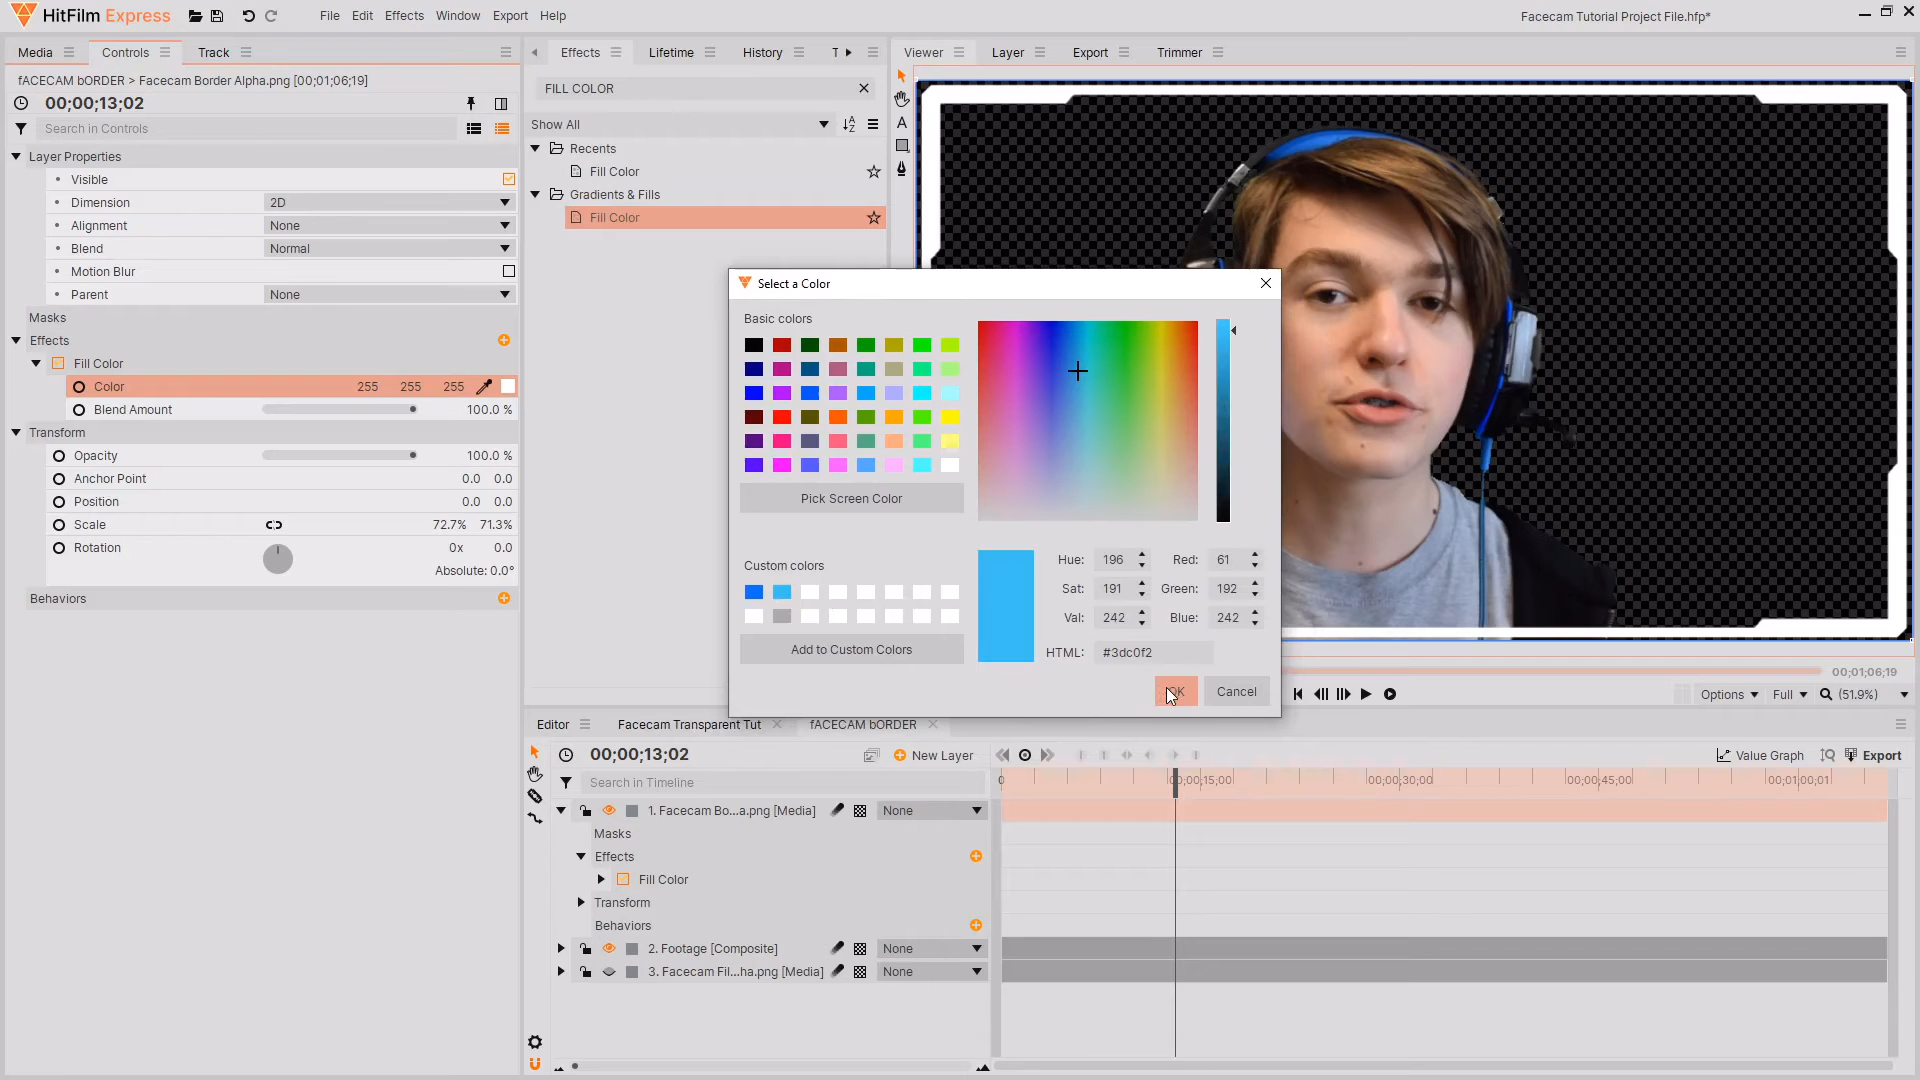 HitFilm Express
File Edit Effects Window Export Help
Facecam Tutorial Project File.hfp*
Media Controls Track
Effects Lifetime History T
Viewer Layer Export Trimmer
fACECAM bORDER > Facecam Border Alpha.png [00;01;06;19]
00;00;13;02
Search in Controls
Layer Properties
Visible
Dimension 2D
Alignment None
Blend Normal
Motion Blur
Parent None
Masks
Effects
Fill Color
Color 255 255 255
Blend Amount 100.0 %
Transform
Opacity 100.0 %
Anchor Point 0.0 0.0
Position 0.0 0.0
Scale 72.7% 71.3%
Rotation 0x 0.0
Absolute: 0.0°
Behaviors
FILL COLOR
Show All
Recents
Fill Color
Gradients & Fills
Fill Color
Select a Color
Basic colors
Pick Screen Color
Custom colors
Add to Custom Colors
Hue: 196 Red: 61
Sat: 191 Green: 192
Val: 242 Blue: 242
HTML: #3dc0f2
OK Cancel
00;01;06;19
Options Full (51.9%)
Editor Facecam Transparent Tut fACECAM bORDER
00;00;13;02 New Layer
Value Graph Export
Search in Timeline
0 00;00;15;00 00;00;30;00 00;00;45;00 00;01;00;01
1. Facecam Bo...a.png [Media] None
Masks
Effects
Fill Color
Transform
Behaviors
2. Footage [Composite] None
3. Facecam Fil...ha.png [Media] None